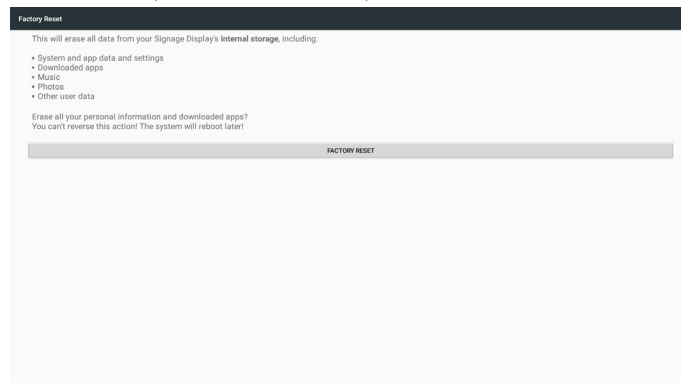 Factory Reset
This will erase all data from your Signage Display's internal storage, including:
▪ System and app data and settings
▪ Downloaded apps
▪ Music
▪ Photos
▪ Other user data
Erase all your personal information and downloaded apps?
You can't reverse this action! The system will reboot later!
FACTORY RESET